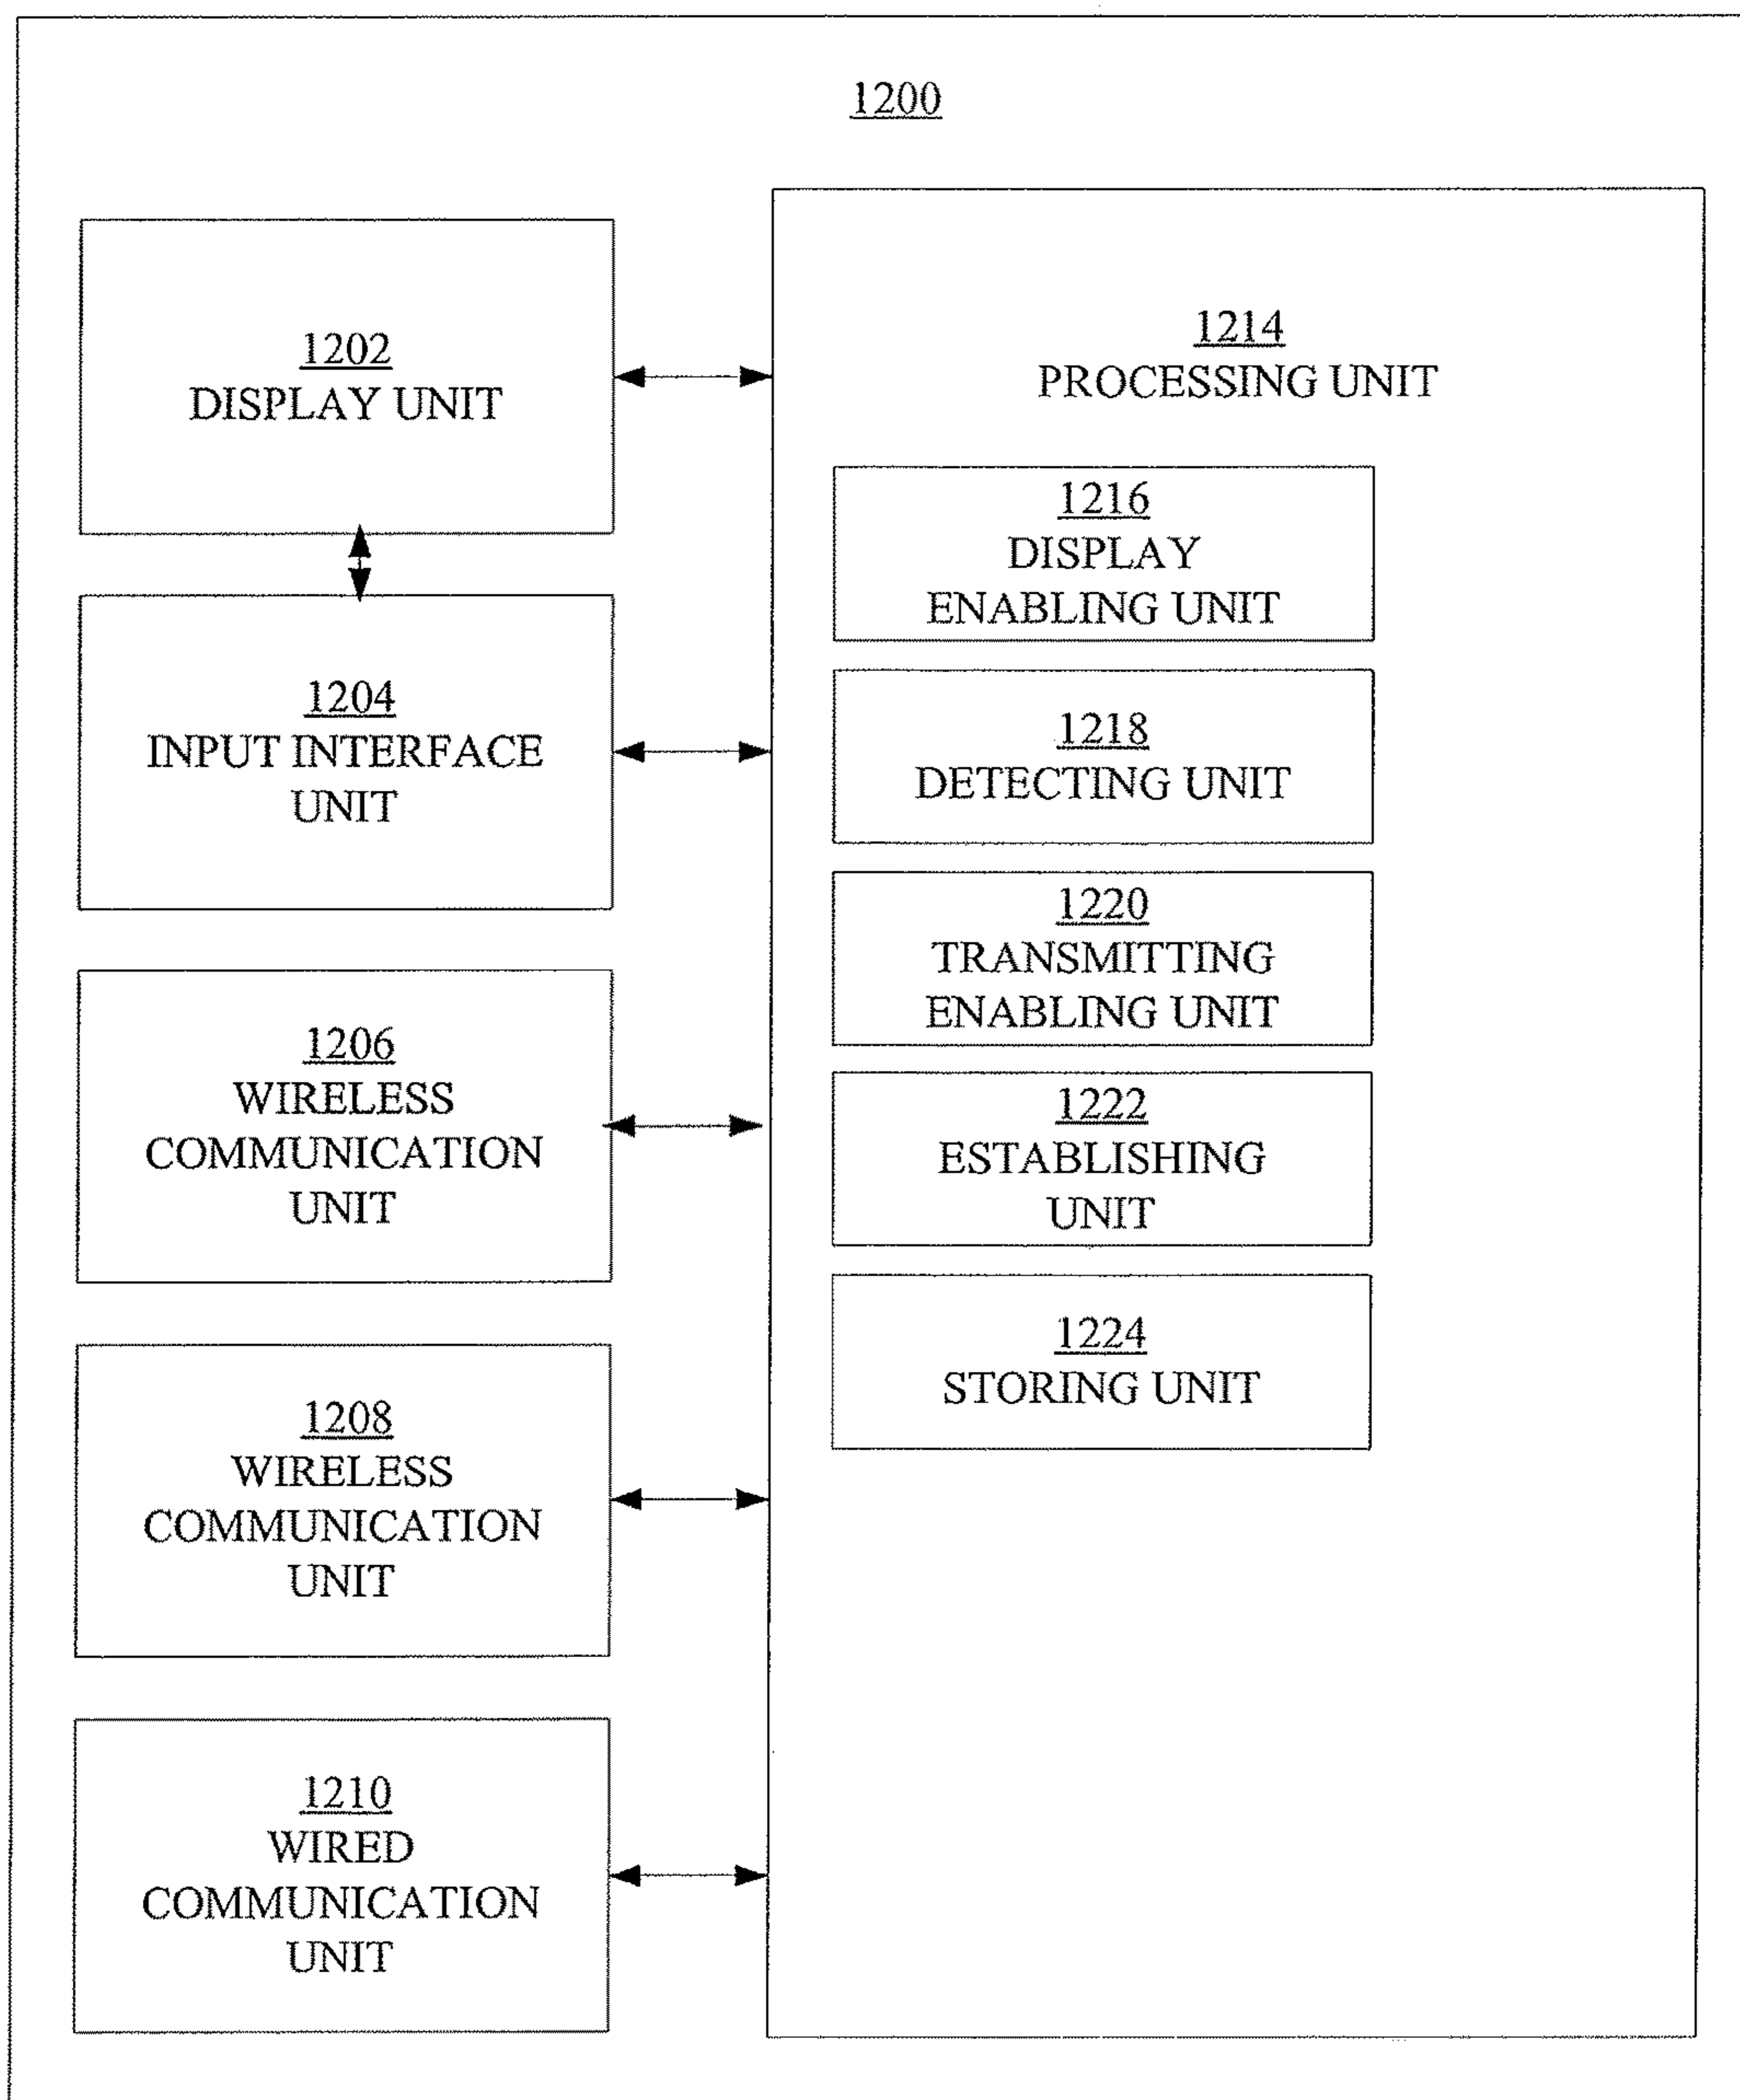 1200
1202
DISPLAY UNIT
1204
INPUT INTERFACE
UNIT
1206
WIRELESS
COMMUNICATION
UNIT
1208
WIRELESS
COMMUNICATION
UNIT
1210
WIRED
COMMUNICATION
UNIT
1214
PROCESSING UNIT
1216
DISPLAY
ENABLING UNIT
1218
DETECTING UNIT
1220
TRANSMITTING
ENABLING UNIT
1222
ESTABLISHING
UNIT
1224
STORING UNIT